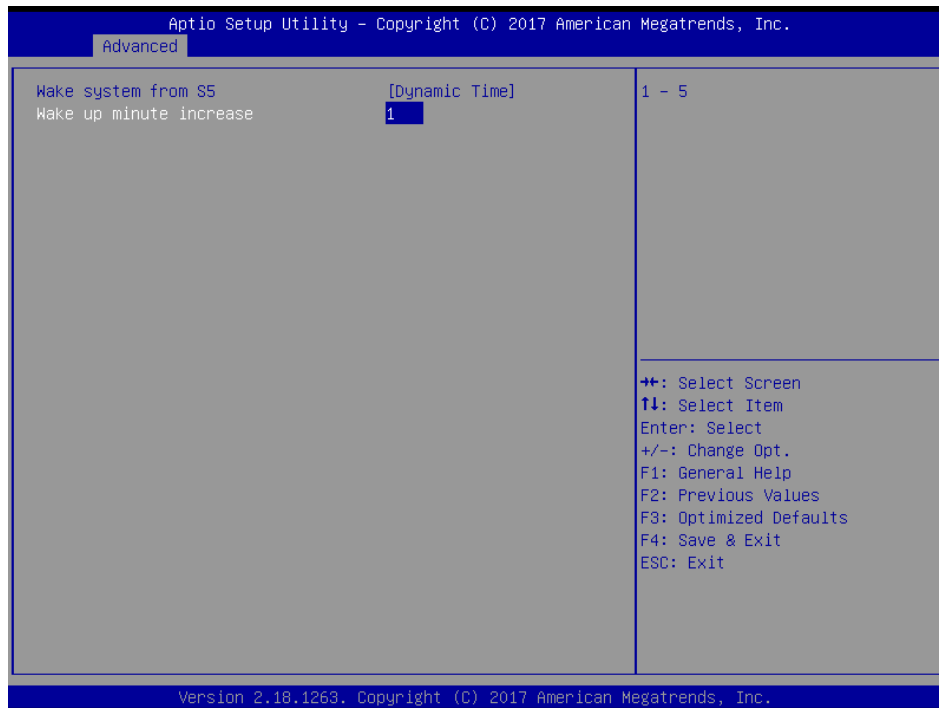 Aptio Setup Utility – Copyright (C) 2017 American Megatrends, Inc.
Advanced
Wake system from S5 [Dynamic Time]
Wake up minute increase 1
1 - 5
→←: Select Screen
↑↓: Select Item
Enter: Select
+/-: Change Opt.
F1: General Help
F2: Previous Values
F3: Optimized Defaults
F4: Save & Exit
ESC: Exit
Version 2.18.1263. Copyright (C) 2017 American Megatrends, Inc.